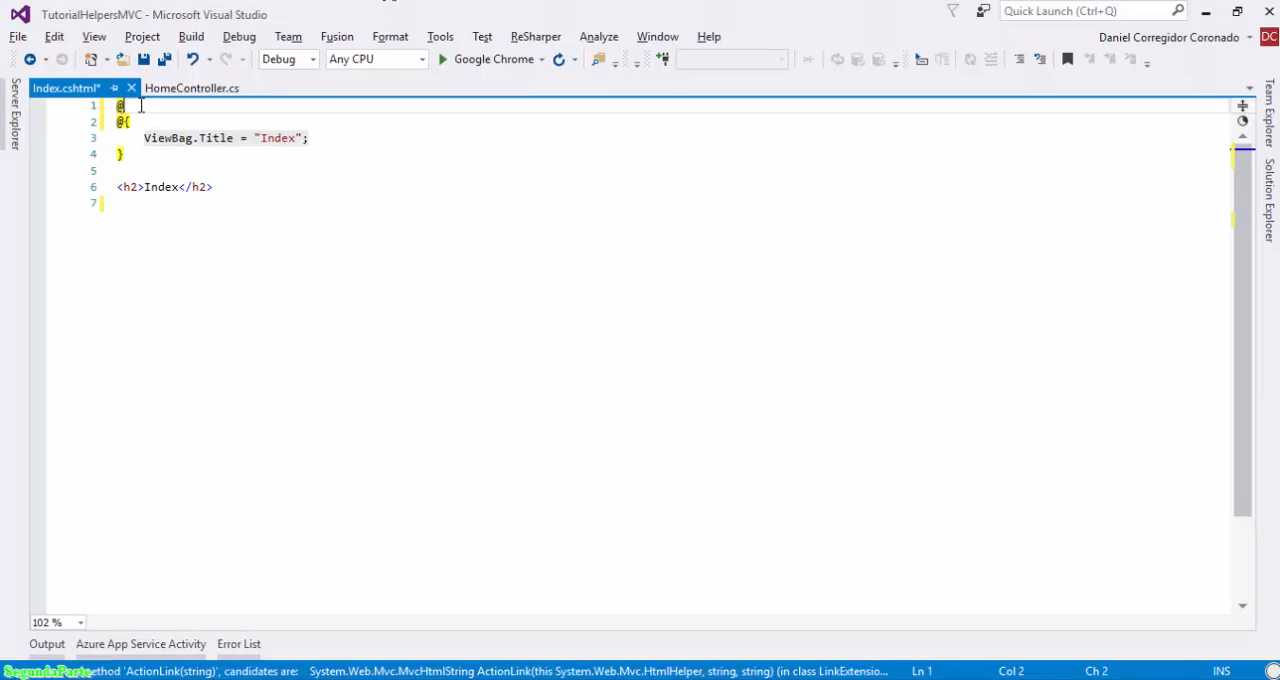 TutorialHelpersMVC - Microsoft Visual Studio
Quick Launch (Ctrl+Q)
File Edit View Project Build Debug Team Fusion Format Tools Test ReSharper Analyze Window Help
Daniel Corregidor Coronado
DC
Debug Any CPU Google Chrome
Index.cshtml* HomeController.cs
Server Explorer
Team Explorer
Solution Explorer
1 @
2 @{
3 ViewBag.Title = "Index";
4 }
5
6 <h2>Index</h2>
7
102 %
Output Azure App Service Activity Error List
SegundaParte method 'ActionLink(string)', candidates are: System.Web.Mvc.MvcHtmlString ActionLink(this System.Web.Mvc.HtmlHelper, string, string) (in class LinkExtensio... Ln 1 Col 2 Ch 2 INS